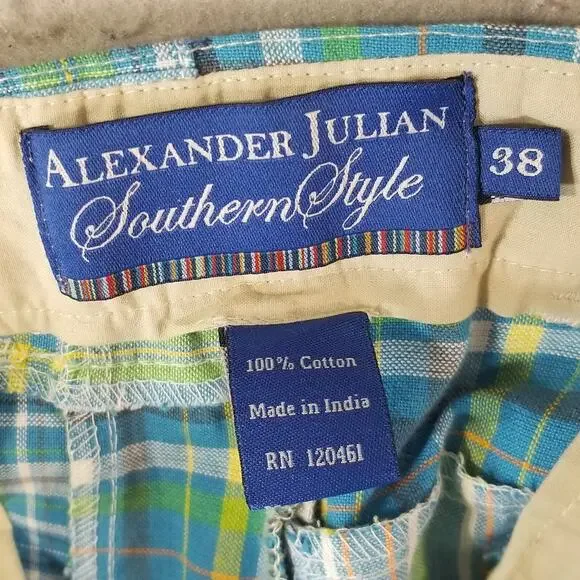 ALEXANDER JULIAN
Southern Style
38
100% Cotton
Made in India
RN 120461